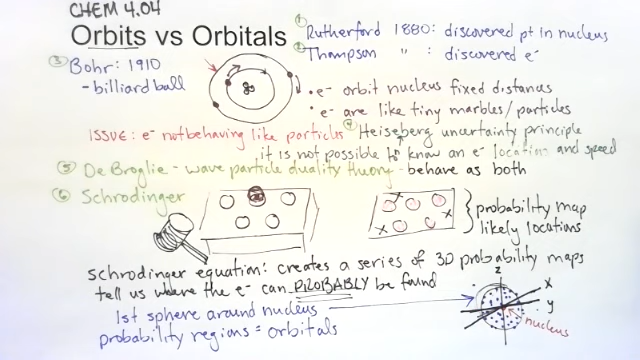 CHEM 4.04
Orbits vs Orbitals
① Rutherford 1880: discovered pt in nucleus
② Thampson " : discovered e-
③ Bohr: 1910
- billiard ball
• e- orbit nucleus fixed distances
• e- are like tiny marbles/particles
ISSUE: e- not behaving like particles
④ Heiseberg uncertainty principle
it is not possible to know an e- location and speed
⑤ De Broglie - wave particle duality theory - behave as both
⑥ Schrodinger
probability map
likely locations
Schrodinger equation: creates a series of 3D probability maps
tell us where the e- can PROBABLY be found
1st sphere around nucleus
probability regions = orbitals
z
x
y
nucleus